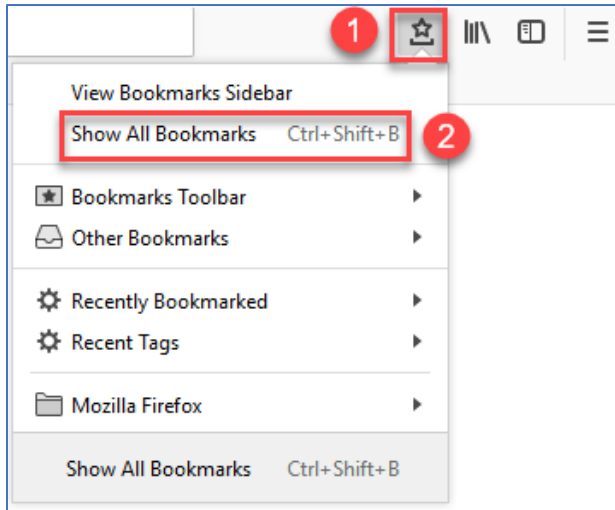 1
View Bookmarks Sidebar
Show All Bookmarks Ctrl+Shift+B 2
Bookmarks Toolbar
Other Bookmarks
Recently Bookmarked
Recent Tags
Mozilla Firefox
Show All Bookmarks Ctrl+Shift+B